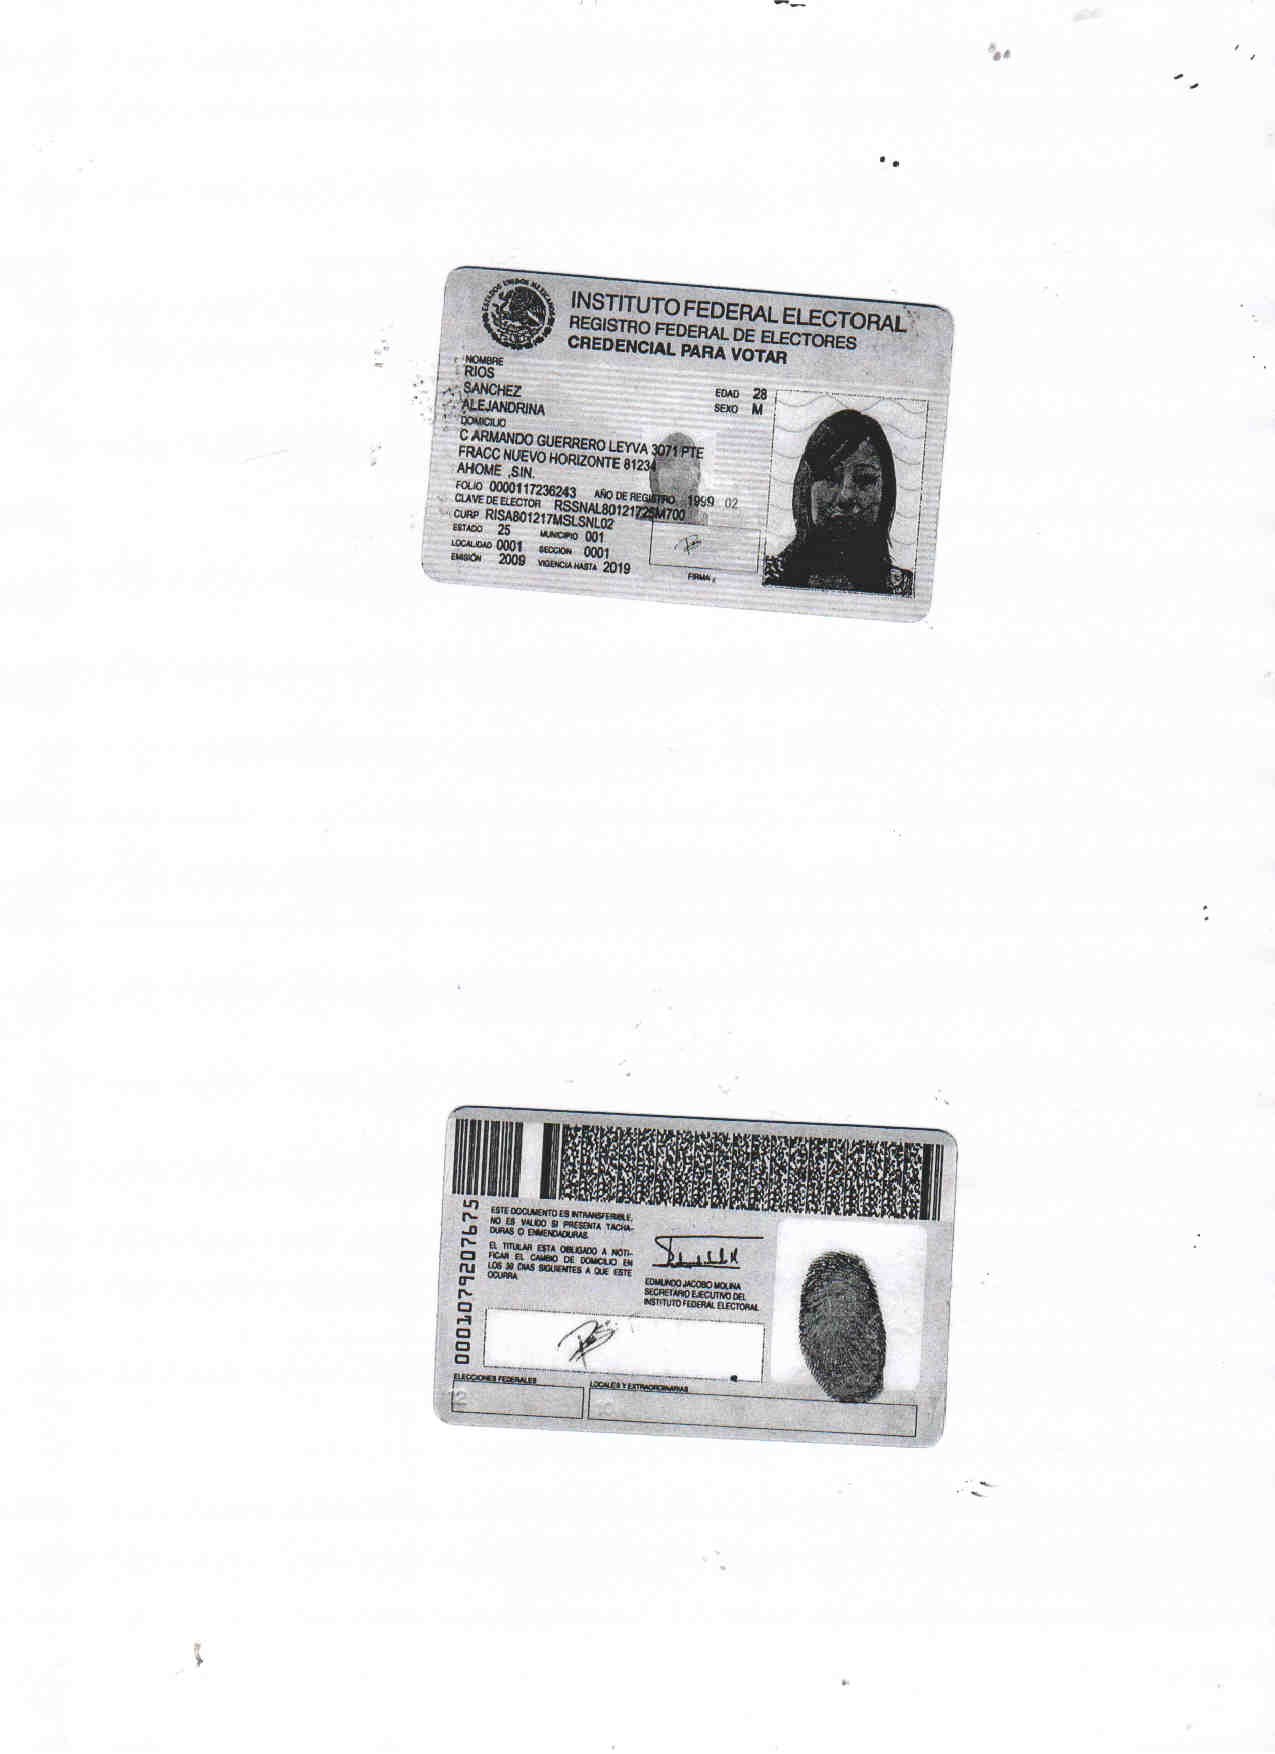 ESTADOS UNIDOS MEXICANOS
INSTITUTO FEDERAL ELECTORAL
REGISTRO FEDERAL DE ELECTORES
CREDENCIAL PARA VOTAR
NOMBRE
RIOS
SANCHEZ
ALEJANDRINA
EDAD 28
SEXO M
DOMICILIO
C ARMANDO GUERRERO LEYVA 3071 PTE
FRACC NUEVO HORIZONTE 81234
AHOME ,SIN.
FOLIO 0000117236243 AÑO DE REGISTRO 1999 02
CLAVE DE ELECTOR RSSNAL80121725M700
CURP RISA801217MSLSNL02
ESTADO 25 MUNICIPIO 001
LOCALIDAD 0001 SECCION 0001
EMISIÓN 2009 VIGENCIA HASTA 2019
FIRMA
0001079207675
ESTE DOCUMENTO ES INTRANSFERIBLE,
NO ES VALIDO SI PRESENTA TACHA-
DURAS O ENMENDADURAS.
EL TITULAR ESTA OBLIGADO A NOTI-
FICAR EL CAMBIO DE DOMICILIO EN
LOS 30 DIAS SIGUIENTES A QUE ESTE
OCURRA.
EDMUNDO JACOBO MOLINA
SECRETARIO EJECUTIVO DEL
INSTITUTO FEDERAL ELECTORAL
ELECCIONES FEDERALES
LOCALES Y EXTRAORDINARIAS
12
10